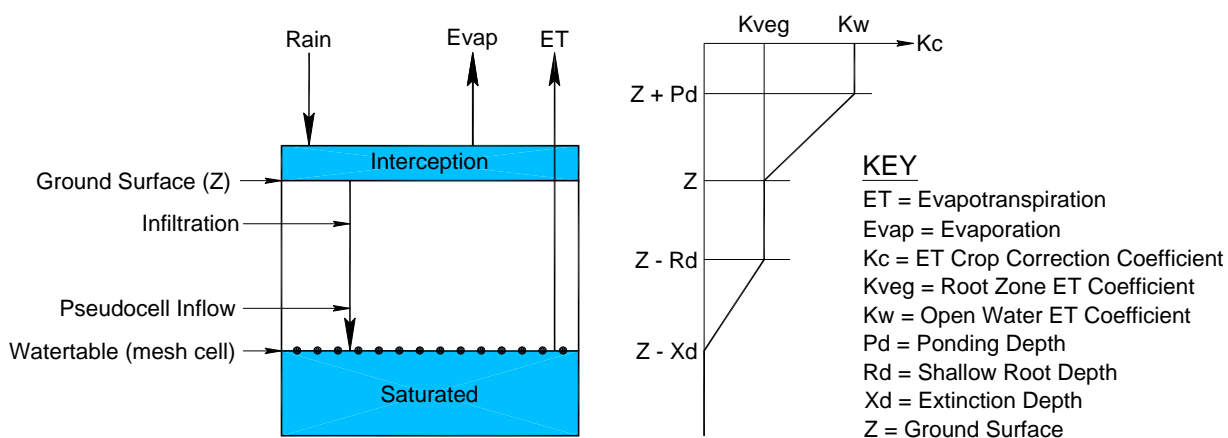 Rain
Evap
ET
Interception
Ground Surface (Z)
Infiltration
Pseudocell Inflow
Watertable (mesh cell)
Saturated
Kveg
Kw
Kc
Z + Pd
Z
Z - Rd
Z - Xd
KEY
ET = Evapotranspiration
Evap = Evaporation
Kc = ET Crop Correction Coefficient
Kveg = Root Zone ET Coefficient
Kw = Open Water ET Coefficient
Pd = Ponding Depth
Rd = Shallow Root Depth
Xd = Extinction Depth
Z = Ground Surface